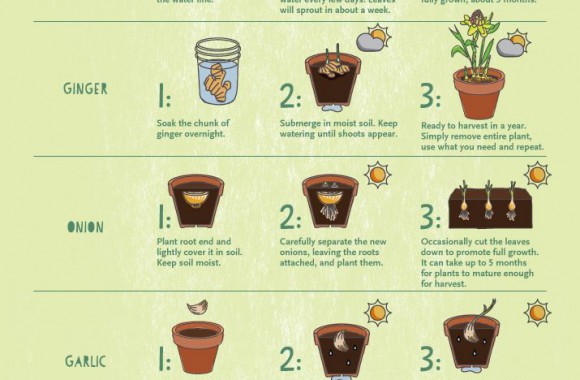 the water line.
water every few days. Leaves
will sprout in about a week.
fully grown, about months.
GINGER
1:
Soak the chunk of
ginger overnight.
2:
Submerge in moist soil. Keep
watering until shoots appear.
3:
Ready to harvest in a year.
Simply remove entire plant,
use what you need and repeat.
ONION
1:
Plant root end and
lightly cover it in soil.
Keep soil moist.
2:
Carefully separate the new
onions, leaving the roots
attached, and plant them.
3:
Occasionally cut the leaves
down to promote full growth.
It can take up to 5 months
for plants to mature enough
for harvest.
GARLIC
1:
2:
3: